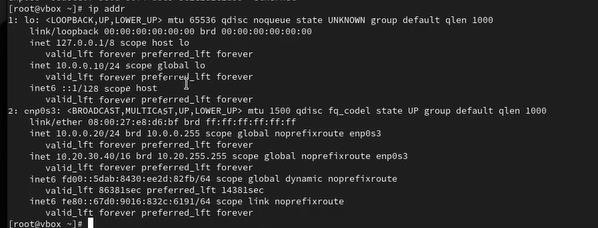 [root@vbox ~]# ip addr
1: lo: <LOOPBACK,UP,LOWER_UP> mtu 65536 qdisc noqueue state UNKNOWN group default qlen 1000
link/loopback 00:00:00:00:00:00 brd 00:00:00:00:00:00
inet 127.0.0.1/8 scope host lo
valid_lft forever preferred_lft forever
inet 10.0.0.10/24 scope global lo
valid_lft forever preferred_lft forever
inet6 ::1/128 scope host
valid_lft forever preferred_lft forever
2: enp0s3: <BROADCAST,MULTICAST,UP,LOWER_UP> mtu 1500 qdisc fq_codel state UP group default qlen 1000
link/ether 08:00:27:e8:d6:bf brd ff:ff:ff:ff:ff:ff
inet 10.0.0.20/24 brd 10.0.0.255 scope global noprefixroute enp0s3
valid_lft forever preferred_lft forever
inet 10.20.30.40/16 brd 10.20.255.255 scope global noprefixroute enp0s3
valid_lft forever preferred_lft forever
inet6 fd00::5dab:8430:ee2d:82fb/64 scope global dynamic noprefixroute
valid_lft 86381sec preferred_lft 14381sec
inet6 fe80::67d0:9016:832c:6191/64 scope link noprefixroute
valid_lft forever preferred_lft forever
[root@vbox ~]#